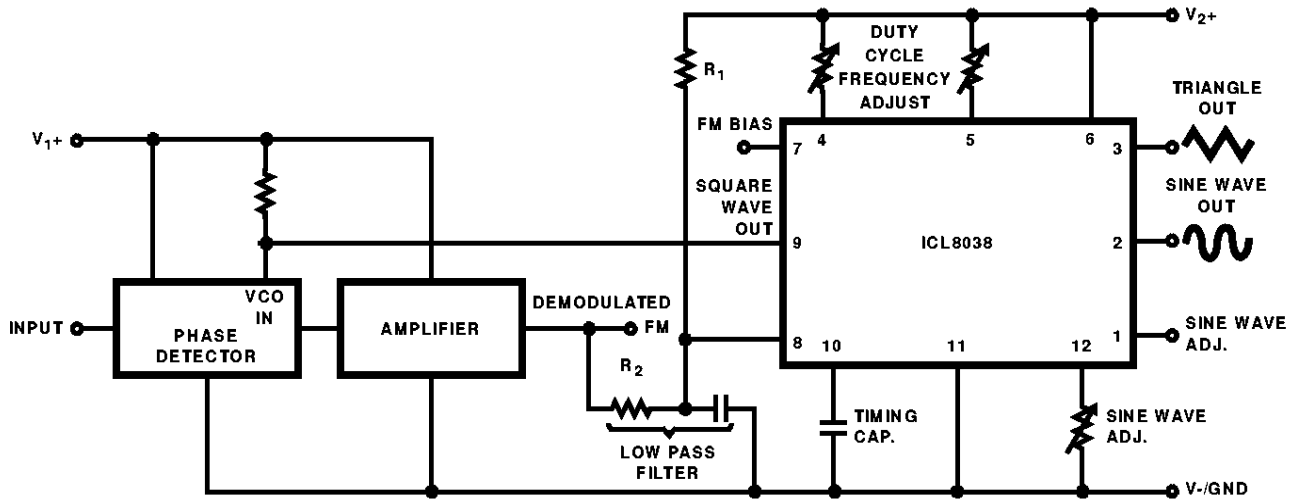 V2+
DUTY
CYCLE
FREQUENCY
ADJUST
R1
V1+
FM BIAS
7
4
5
6
3
TRIANGLE
OUT
SQUARE
WAVE
OUT
9
ICL8038
2
SINE WAVE
OUT
INPUT
PHASE
DETECTOR
VCO
IN
AMPLIFIER
DEMODULATED
FM
R2
LOW PASS
FILTER
8
10
11
12
1
SINE WAVE
ADJ.
TIMING
CAP.
SINE WAVE
ADJ.
V-/GND